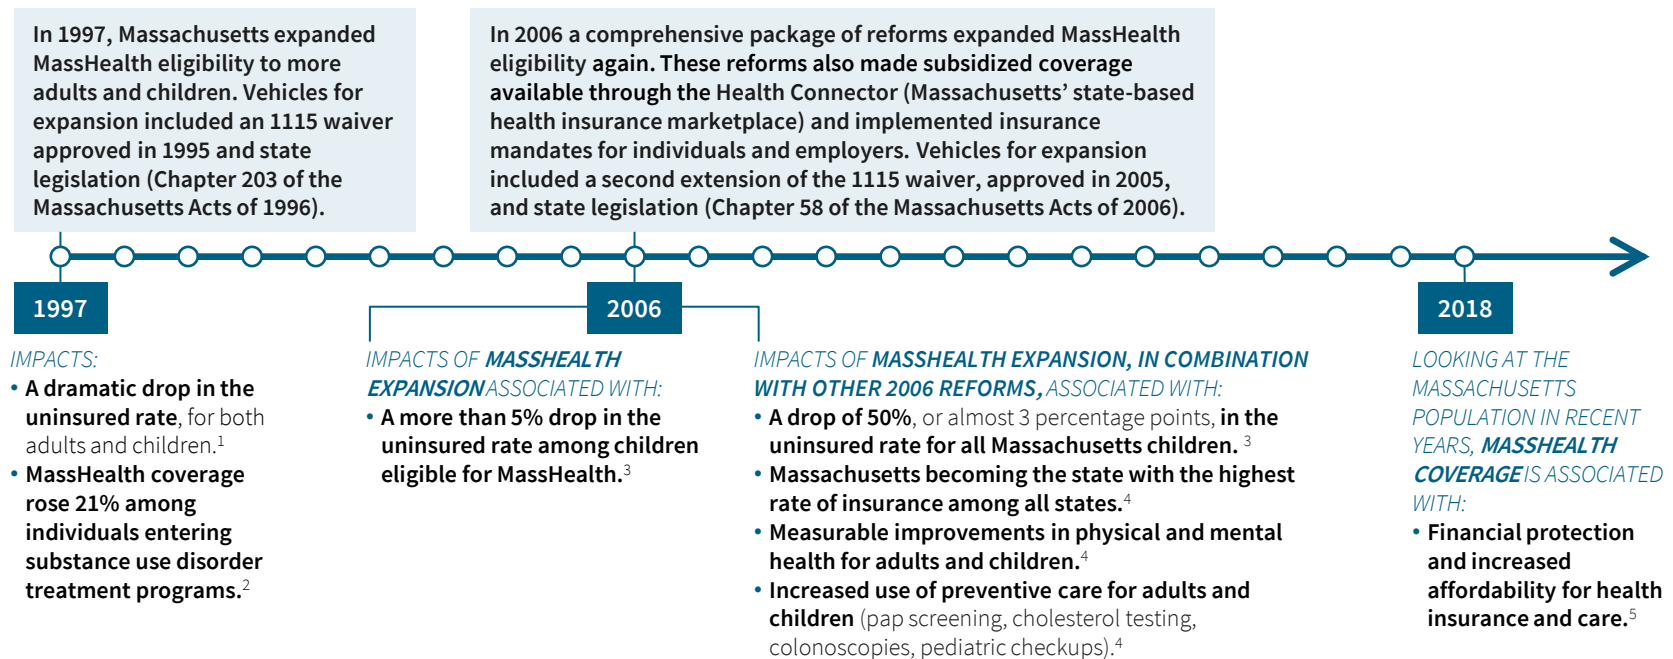 In 1997, Massachusetts expanded
MassHealth eligibility to more
adults and children. Vehicles for
expansion included an 1115 waiver
approved in 1995 and state
legislation (Chapter 203 of the
Massachusetts Acts of 1996).
In 2006 a comprehensive package of reforms expanded MassHealth
eligibility again. These reforms also made subsidized coverage
available through the Health Connector (Massachusetts’ state-based
health insurance marketplace) and implemented insurance
mandates for individuals and employers. Vehicles for expansion
included a second extension of the 1115 waiver, approved in 2005,
and state legislation (Chapter 58 of the Massachusetts Acts of 2006).
1997
IMPACTS:
• A dramatic drop in the
uninsured rate, for both
adults and children.1
• MassHealth coverage
rose 21% among
individuals entering
substance use disorder
treatment programs.2
2006
IMPACTS OF MASSHEALTH
EXPANSION ASSOCIATED WITH:
• A more than 5% drop in the
uninsured rate among children
eligible for MassHealth.3
IMPACTS OF MASSHEALTH EXPANSION, IN COMBINATION
WITH OTHER 2006 REFORMS, ASSOCIATED WITH:
• A drop of 50%, or almost 3 percentage points, in the
uninsured rate for all Massachusetts children. 3
• Massachusetts becoming the state with the highest
rate of insurance among all states.4
• Measurable improvements in physical and mental
health for adults and children.4
• Increased use of preventive care for adults and
children (pap screening, cholesterol testing,
colonoscopies, pediatric checkups).4
2018
LOOKING AT THE
MASSACHUSETTS
POPULATION IN RECENT
YEARS, MASSHEALTH
COVERAGE IS ASSOCIATED
WITH:
• Financial protection
and increased
affordability for health
insurance and care.5